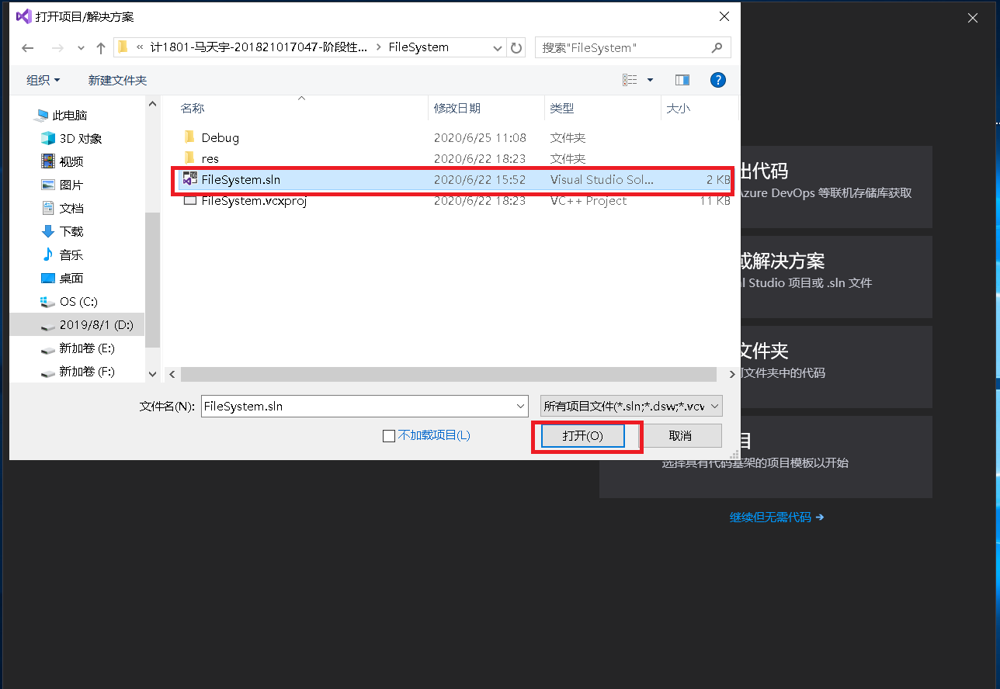 打开项目/解决方案
« 计1801-马天宇-201821017047-阶段性... > FileSystem
搜索"FileSystem"
组织
新建文件夹
名称 修改日期 类型 大小
此电脑
3D 对象
视频
图片
文档
下载
音乐
桌面
OS (C:)
2019/8/1 (D:)
新加卷 (E:)
新加卷 (F:)
Debug 2020/6/25 11:08 文件夹
res 2020/6/22 18:23 文件夹
FileSystem.sln 2020/6/22 15:52 Visual Studio Sol... 2 KB
FileSystem.vcxproj 2020/6/22 18:23 VC++ Project 11 KB
文件名(N): FileSystem.sln
所有项目文件(*.sln;*.dsw;*.vcv
不加载项目(L)
打开(O)
取消
出代码
Azure DevOps 等联机存储库获取
或解决方案
l Studio 项目或 .sln 文件
文件夹
文件夹中的代码
目
选择具有代码基架的项目模板以开始
继续但无需代码 →